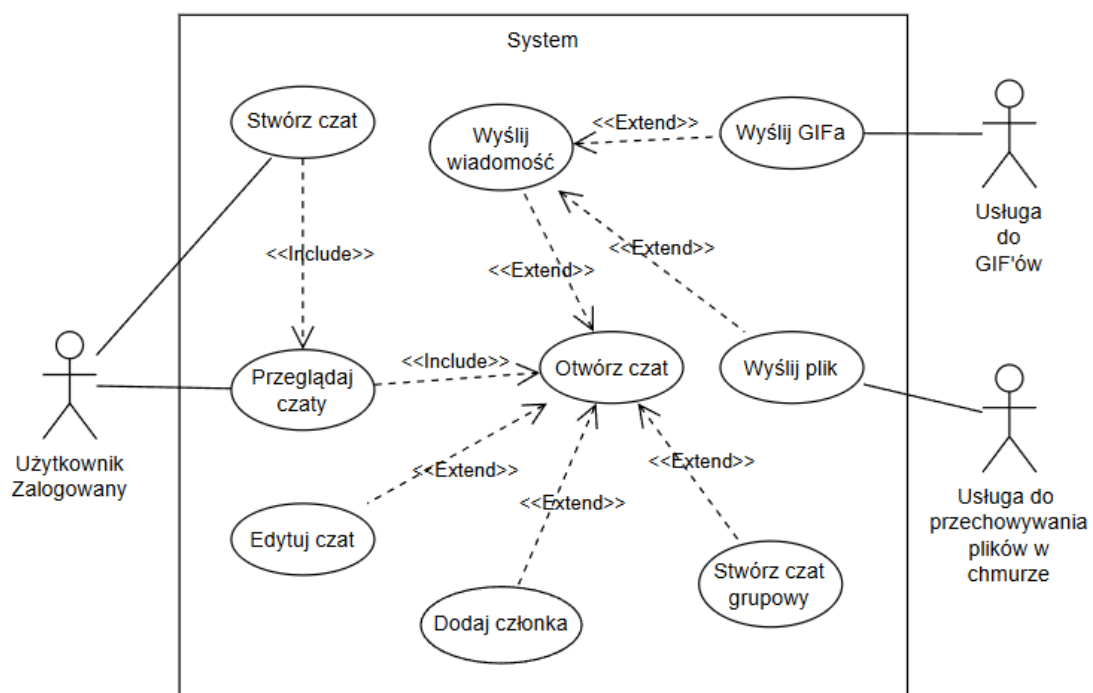 System
Stwórz czat
Wyślij
wiadomość
<<Extend>>
Wyślij GIFa
Usługa
do
GIF'ów
<<Include>>
<<Extend>>
<<Extend>>
Przeglądaj
czaty
<<Include>>
Otwórz czat
Wyślij plik
Użytkownik
Zalogowany
<<Extend>>
<<Extend>>
<<Extend>>
Usługa do
przechowywania
plików w
chmurze
Edytuj czat
Dodaj członka
Stwórz czat
grupowy